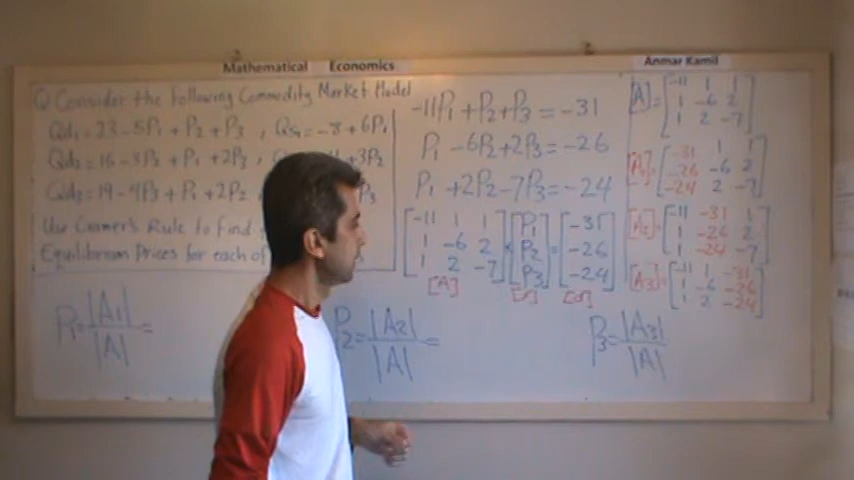 Mathematical Economics
Anmar Kamil
Q Consider the following Commodity Market Model
Qd1 = 23 - 5P1 + P2 + P3 , Qs1 = -8 + 6P1
Qd2 = 16 - 3P2 + P1 + 2P3 , + 3P2
Qd3 = 19 - 4P3 + P1 + 2P2 , P3
Use Cramer's Rule to find
Equilibrium Prices for each of
-11P1 + P2 + P3 = -31
P1 - 6P2 + 2P3 = -26
P1 + 2P2 - 7P3 = -24
[-11 1 1] [P1] [-31]
[1 -6 2] * [P2] = [-26]
[1 2 -7] [P3] [-24]
[A]
[A] = [-11 1 1
1 -6 2
1 2 -7]
[A1] = [-31 1 1
-26 -6 2
-24 2 -7]
[A2] = [-11 -31 1
1 -26 2
1 -24 -7]
[A3] = [-11 1 -31
1 -6 -26
1 2 -24]
P1 = |A1| / |A| =
P2 = |A2| / |A| =
P3 = |A3| / |A|